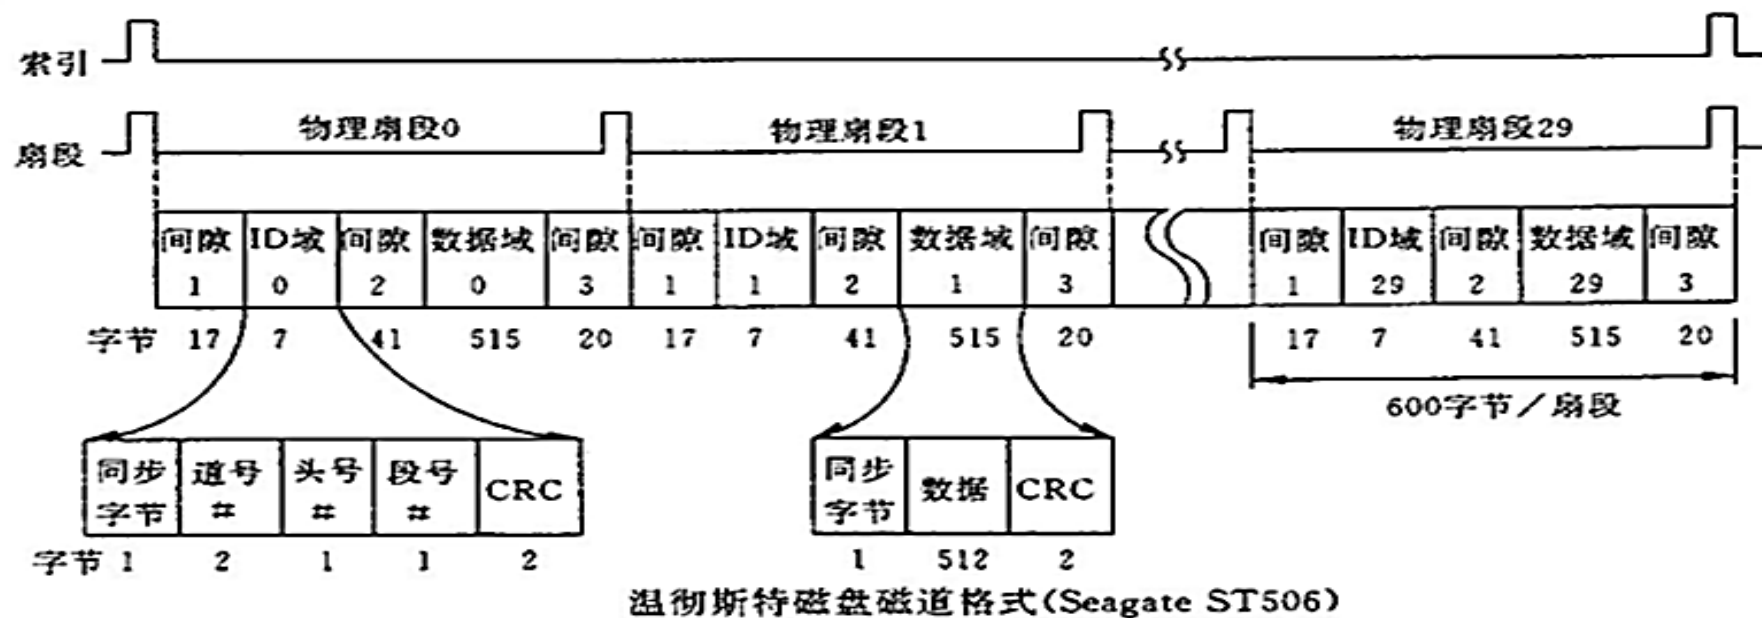 索引
扇段 物理扇段0 物理扇段1 物理扇段29
间隙 ID域 间隙 数据域 间隙 间隙 ID域 间隙 数据域 间隙 间隙 ID域 间隙 数据域 间隙
1 0 2 0 3 1 1 2 1 3 1 29 2 29 3
字节 17 7 41 515 20 17 7 41 515 20 17 7 41 515 20
600字节/扇段
同步字节 道号# 头号# 段号# CRC 同步字节 数据 CRC
字节 1 2 1 1 2 1 512 2
温彻斯特磁盘磁道格式(Seagate ST506)